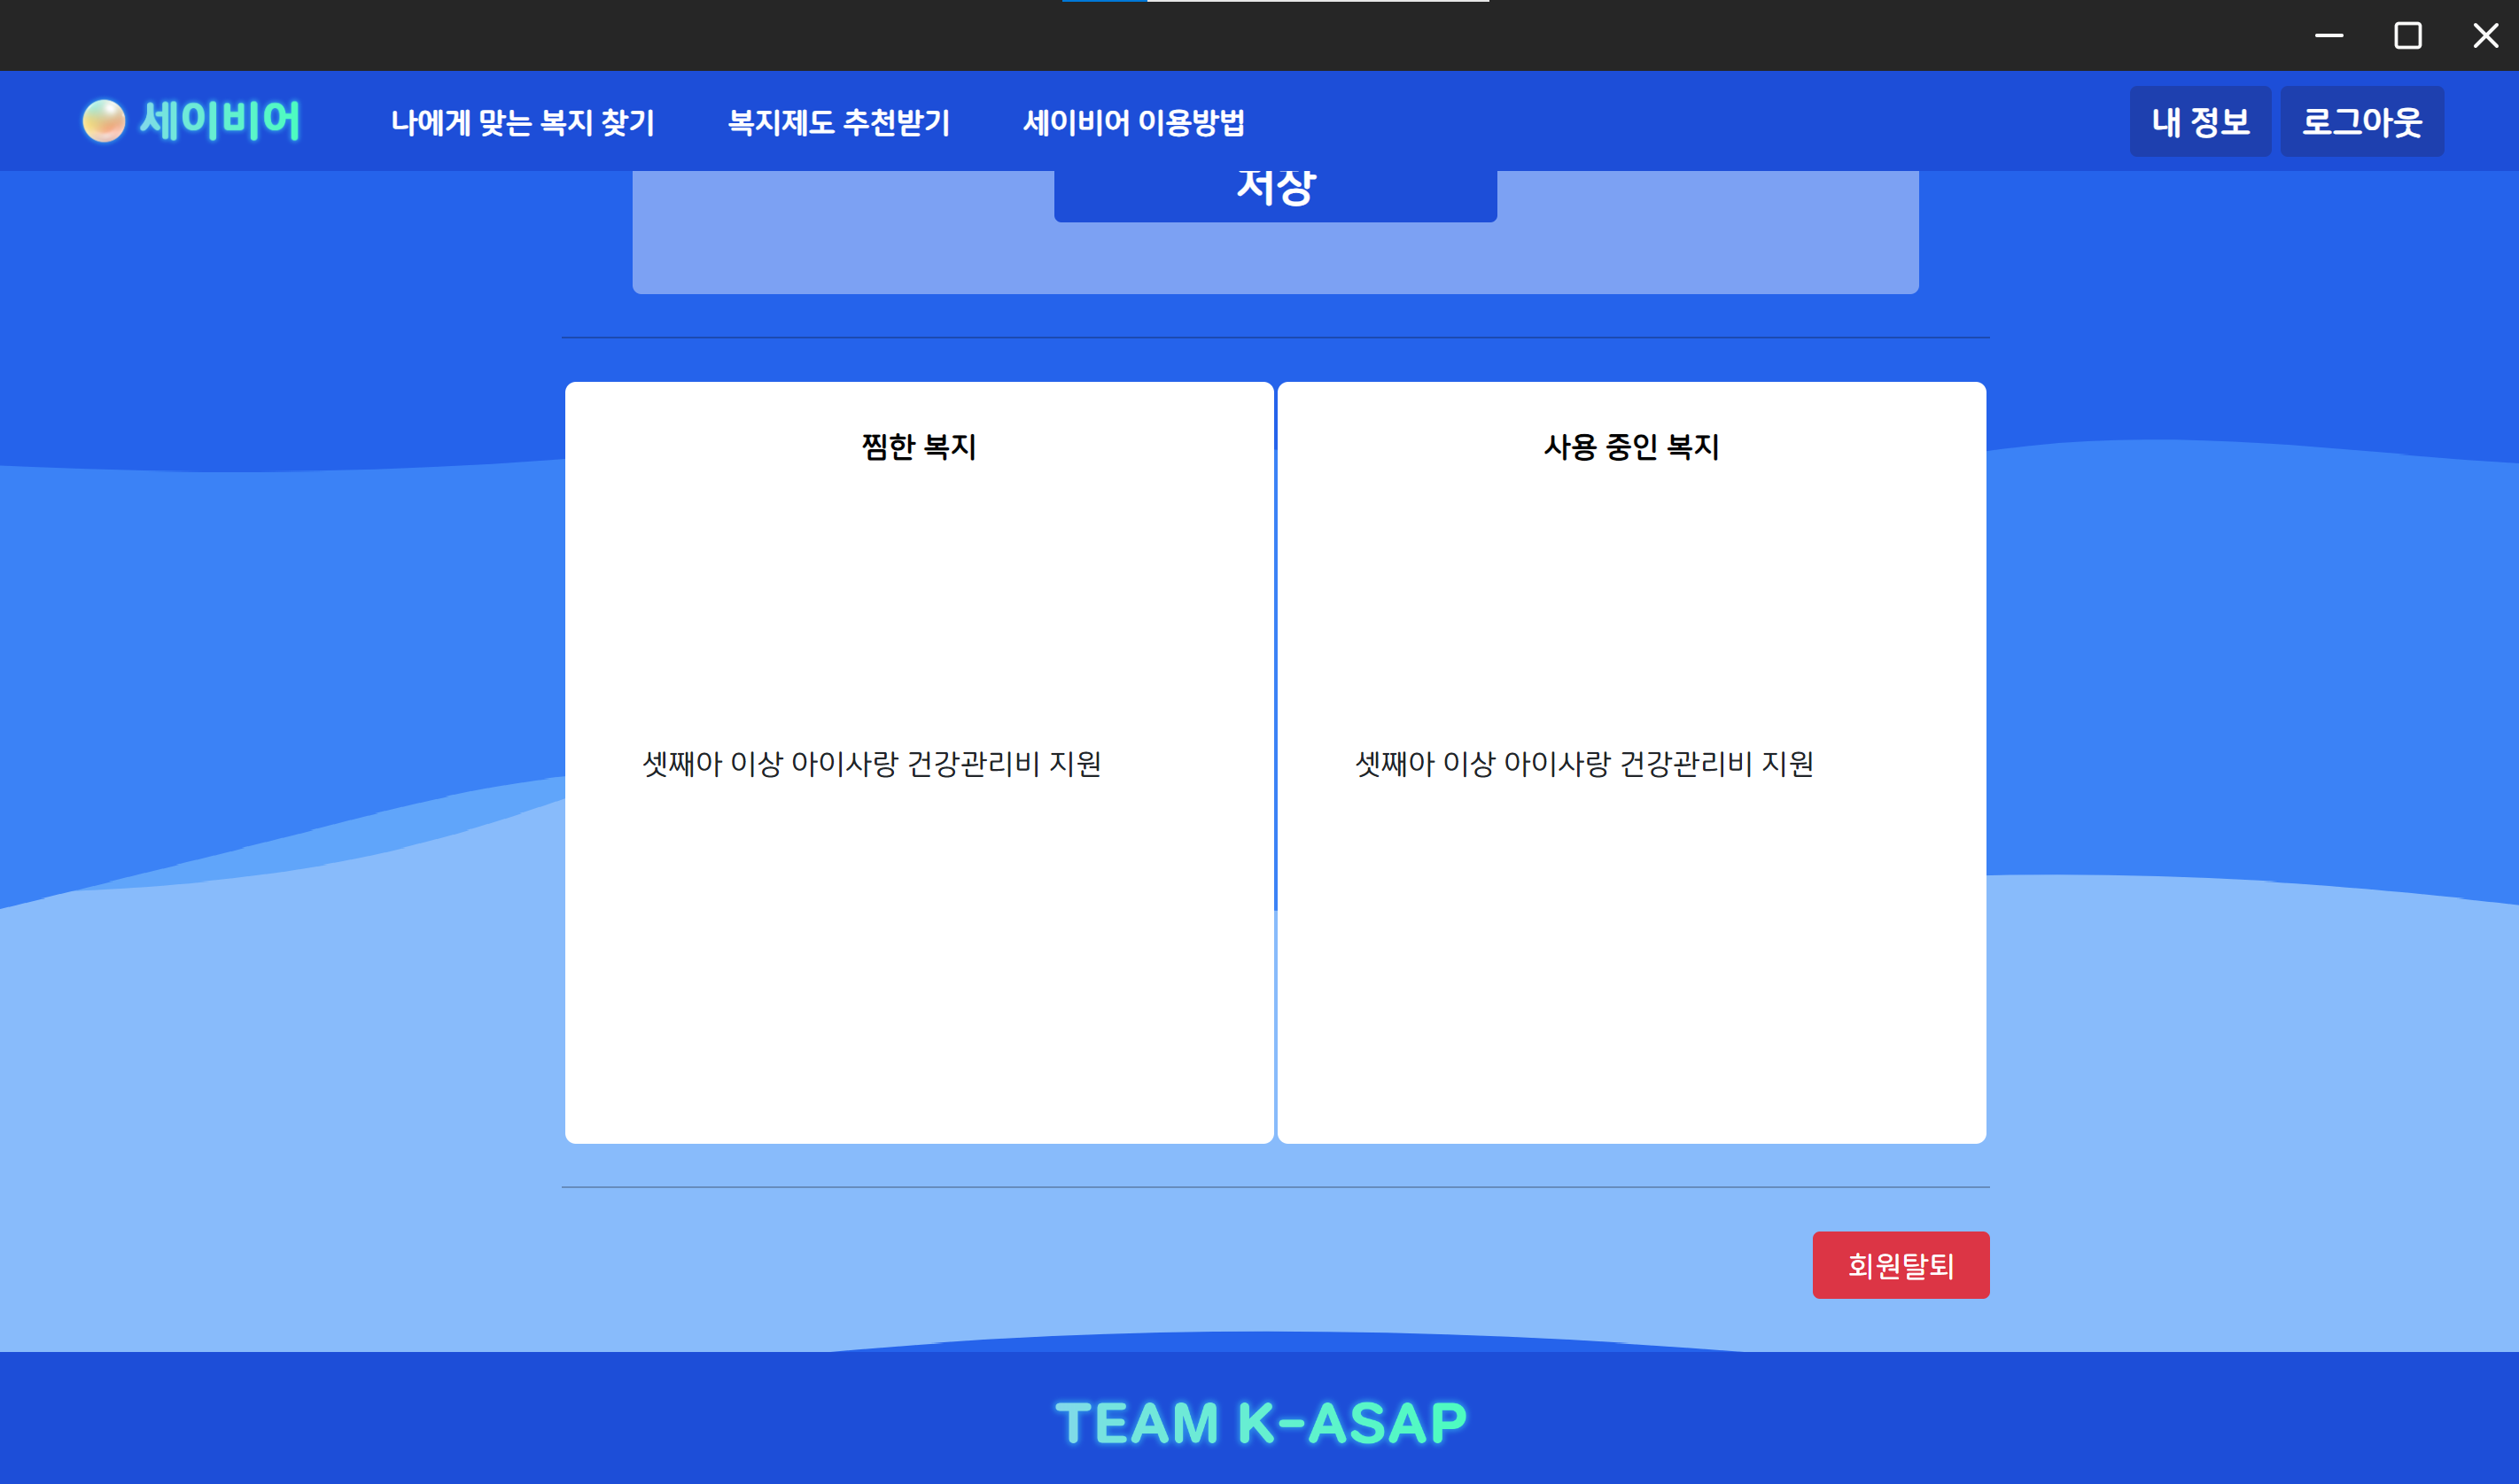 세이비어
나에게 맞는 복지 찾기
복지제도 추천받기
세이비어 이용방법
내 정보
로그아웃
저장
찜한 복지
사용 중인 복지
셋째아 이상 아이사랑 건강관리비 지원
셋째아 이상 아이사랑 건강관리비 지원
회원탈퇴
TEAM K-ASAP